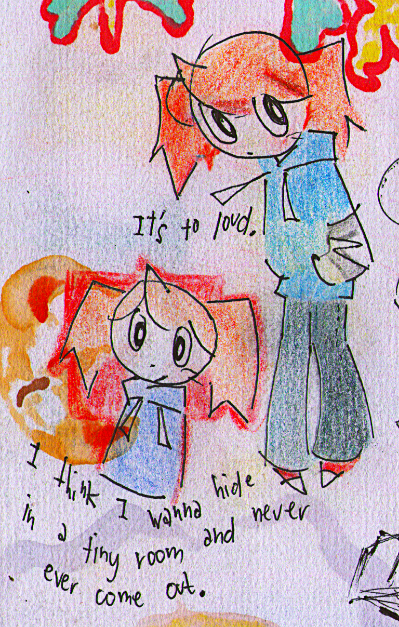 It's to loud.
I think I wanna hide
in a tiny room and never
ever come out.